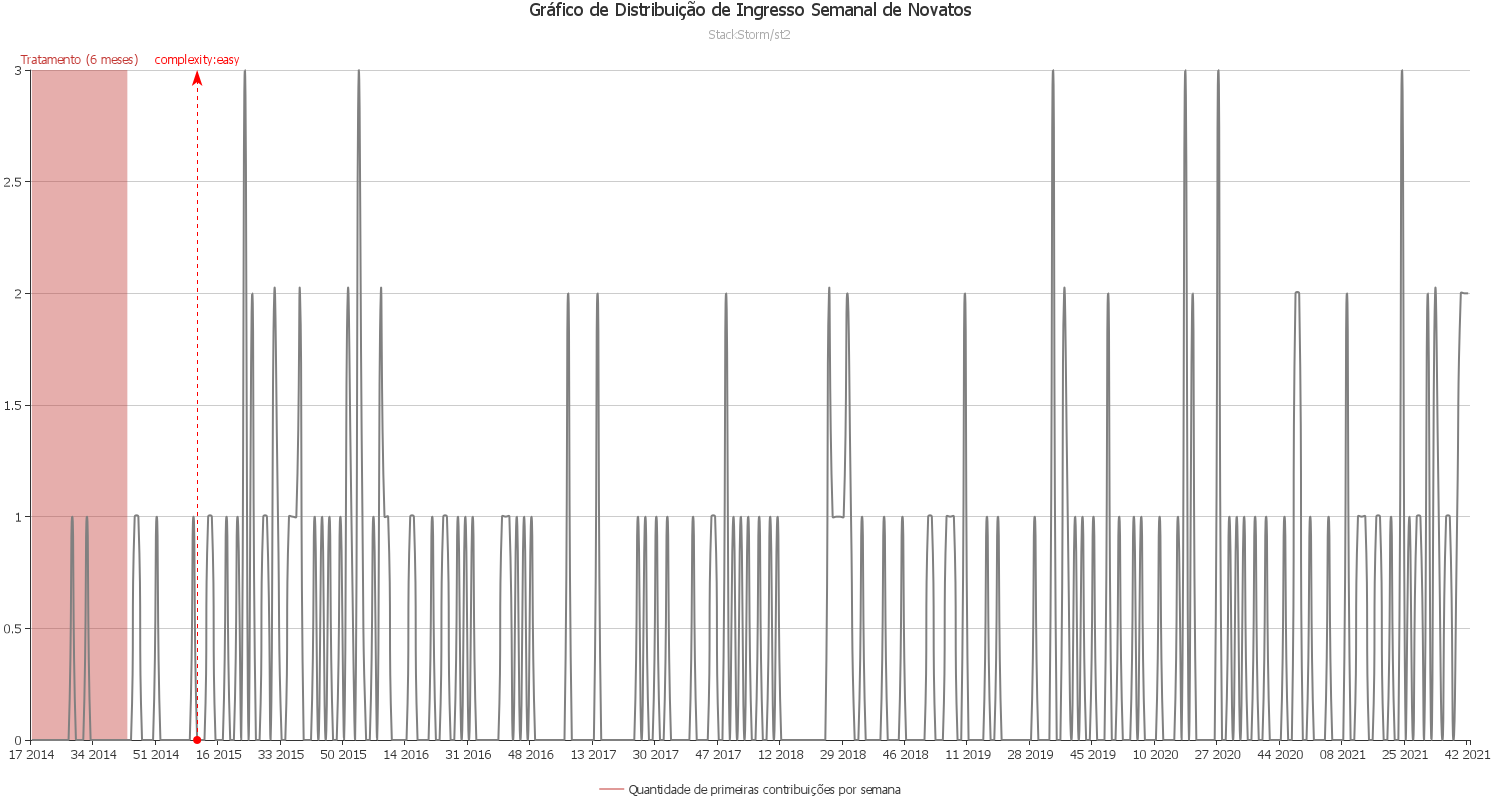 Gráfico de Distribuição de Ingresso Semanal de Novatos
StackStorm/st2
Tratamento (6 meses) complexity:easy
3
2.5
2
1.5
1
0.5
0
17 2014 34 2014 51 2014 16 2015 33 2015 50 2015 14 2016 31 2016 48 2016 13 2017 30 2017 47 2017 12 2018 29 2018 46 2018 11 2019 28 2019 45 2019 10 2020 27 2020 44 2020 08 2021 25 2021 42 2021
Quantidade de primeiras contribuições por semana